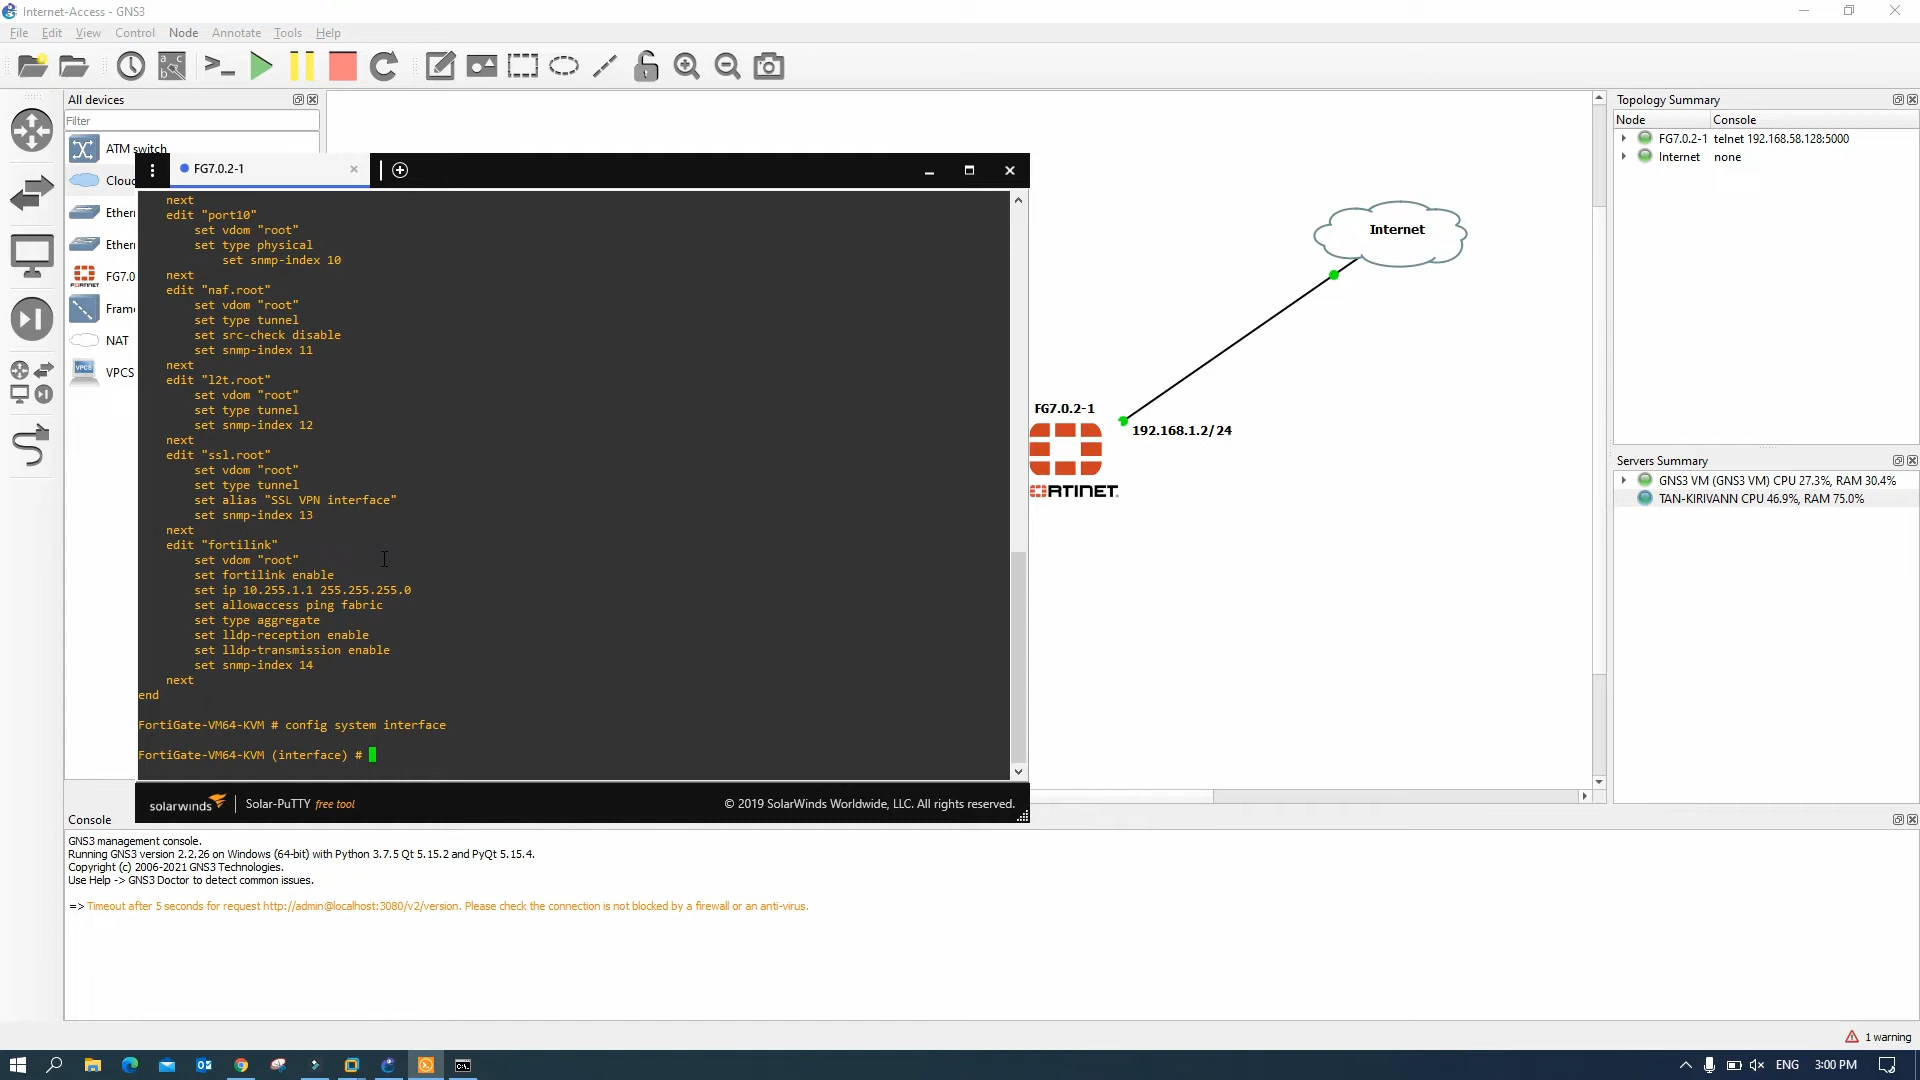 Internet-Access - GNS3
File Edit View Control Node Annotate Tools Help
All devices
Filter
ATM switch
Cloud
Ether
Ether
FG7.0
Frame
NAT
VPCS
FG7.0.2-1
next
edit "port10"
set vdom "root"
set type physical
set snmp-index 10
next
edit "naf.root"
set vdom "root"
set type tunnel
set src-check disable
set snmp-index 11
next
edit "l2t.root"
set vdom "root"
set type tunnel
set snmp-index 12
next
edit "ssl.root"
set vdom "root"
set type tunnel
set alias "SSL VPN interface"
set snmp-index 13
next
edit "fortilink"
set vdom "root"
set fortilink enable
set ip 10.255.1.1 255.255.255.0
set allowaccess ping fabric
set type aggregate
set lldp-reception enable
set lldp-transmission enable
set snmp-index 14
next
end
FortiGate-VM64-KVM # config system interface
FortiGate-VM64-KVM (interface) #
solarwinds Solar-PuTTY free tool © 2019 SolarWinds Worldwide, LLC. All rights reserved.
Internet
FG7.0.2-1
192.168.1.2/24
RTINET
Topology Summary
Node Console
FG7.0.2-1 telnet 192.168.58.128:5000
Internet none
Servers Summary
GNS3 VM (GNS3 VM) CPU 27.3%, RAM 30.4%
TAN-KIRIVANN CPU 46.9%, RAM 75.0%
Console
GNS3 management console.
Running GNS3 version 2.2.26 on Windows (64-bit) with Python 3.7.5 Qt 5.15.2 and PyQt 5.15.4.
Copyright (c) 2006-2021 GNS3 Technologies.
Use Help -> GNS3 Doctor to detect common issues.
=> Timeout after 5 seconds for request http://admin@localhost:3080/v2/version. Please check the connection is not blocked by a firewall or an anti-virus.
1 warning
ENG 3:00 PM